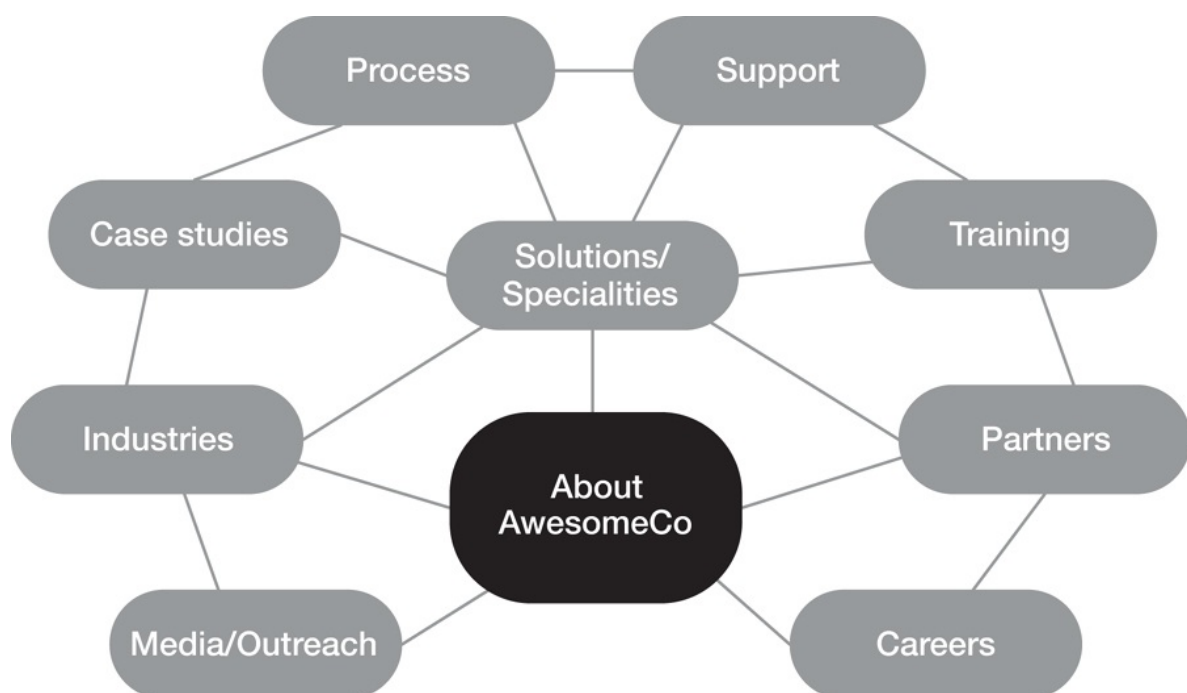 Process
Support
Case studies
Solutions/
Specialities
Training
Industries
About
AwesomeCo
Partners
Media/Outreach
Careers